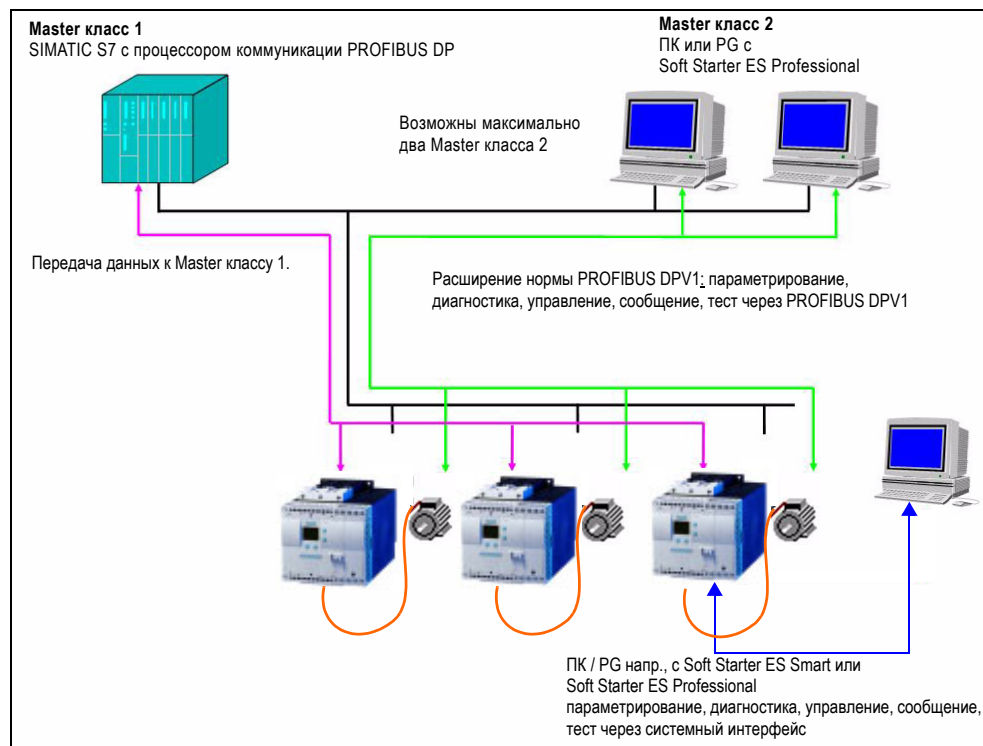 Master класс 1
SIMATIC S7 с процессором коммуникации PROFIBUS DP
Master класс 2
ПК или PG с
Soft Starter ES Professional
Возможны максимально
два Master класса 2
Передача данных к Master классу 1.
Расширение нормы PROFIBUS DPV1: параметрирование,
диагностика, управление, сообщение, тест через PROFIBUS DPV1
ПК / PG напр., с Soft Starter ES Smart или
Soft Starter ES Professional
параметрирование, диагностика, управление, сообщение,
тест через системный интерфейс